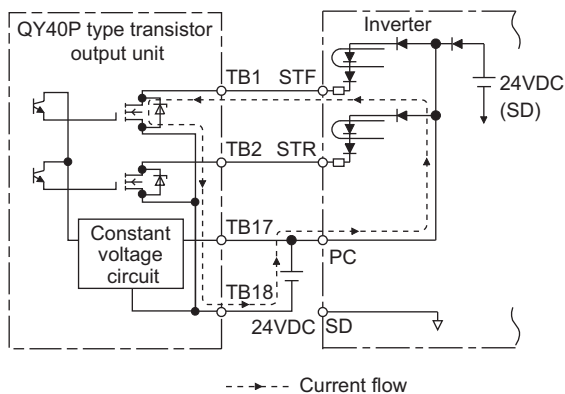 QY40P type transistor
output unit
Inverter
TB1 STF
24VDC
(SD)
TB2 STR
Constant
voltage
circuit
TB17
PC
TB18
24VDC SD
Current flow